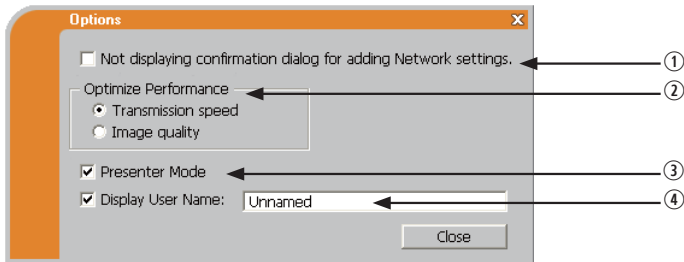 Options
Not displaying confirmation dialog for adding Network settings. ①
Optimize Performance ②
Transmission speed
Image quality
Presenter Mode ③
Display User Name: Unnamed ④
Close